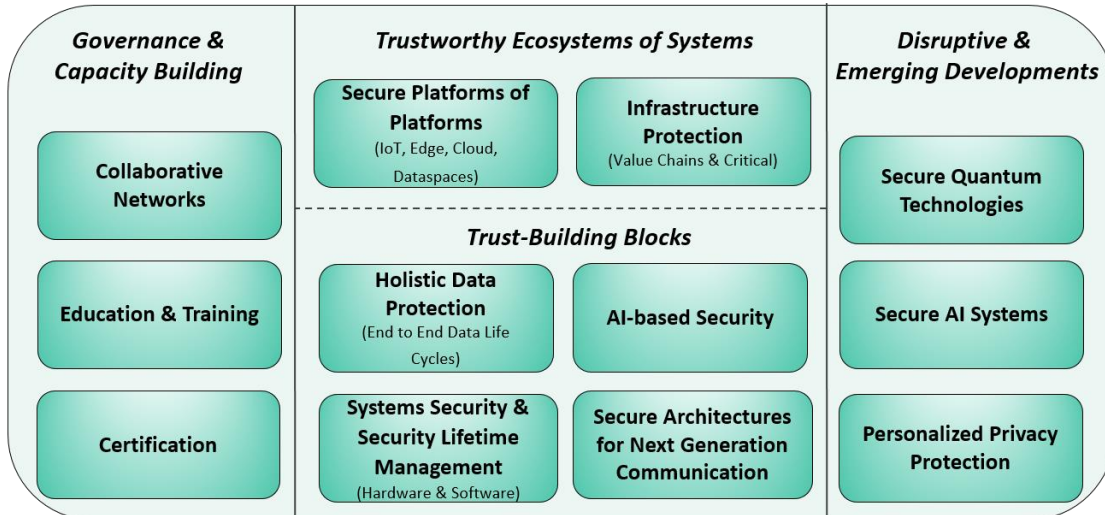 Governance &
Capacity Building
Collaborative
Networks
Education & Training
Certification
Trustworthy Ecosystems of Systems
Secure Platforms of
Platforms
(IoT, Edge, Cloud,
Dataspaces)
Infrastructure
Protection
(Value Chains & Critical)
Trust-Building Blocks
Holistic Data
Protection
(End to End Data Life
Cycles)
AI-based Security
Systems Security &
Security Lifetime
Management
(Hardware & Software)
Secure Architectures
for Next Generation
Communication
Disruptive &
Emerging Developments
Secure Quantum
Technologies
Secure AI Systems
Personalized Privacy
Protection